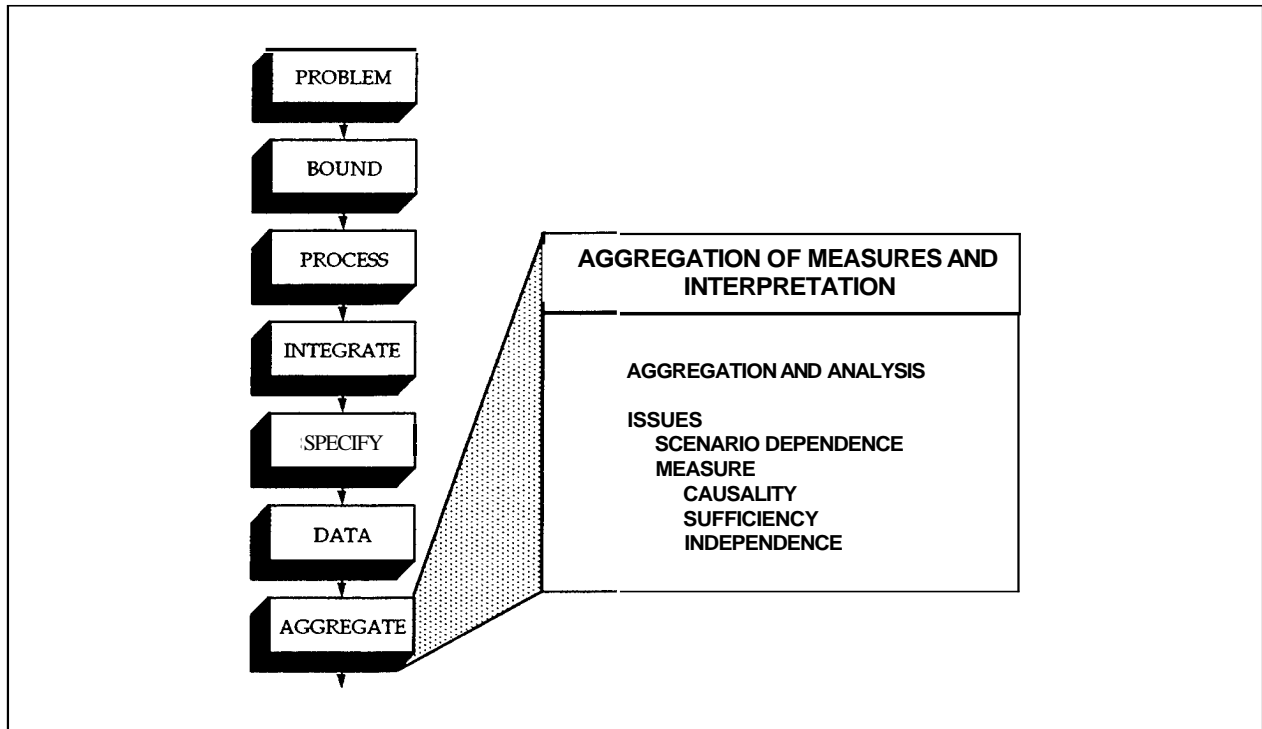 PROBLEM
BOUND
PROCESS
INTEGRATE
SPECIFY
DATA
AGGREGATE
AGGREGATION OF MEASURES AND
INTERPRETATION
AGGREGATION AND ANALYSIS
ISSUES
SCENARIO DEPENDENCE
MEASURE
CAUSALITY
SUFFICIENCY
INDEPENDENCE